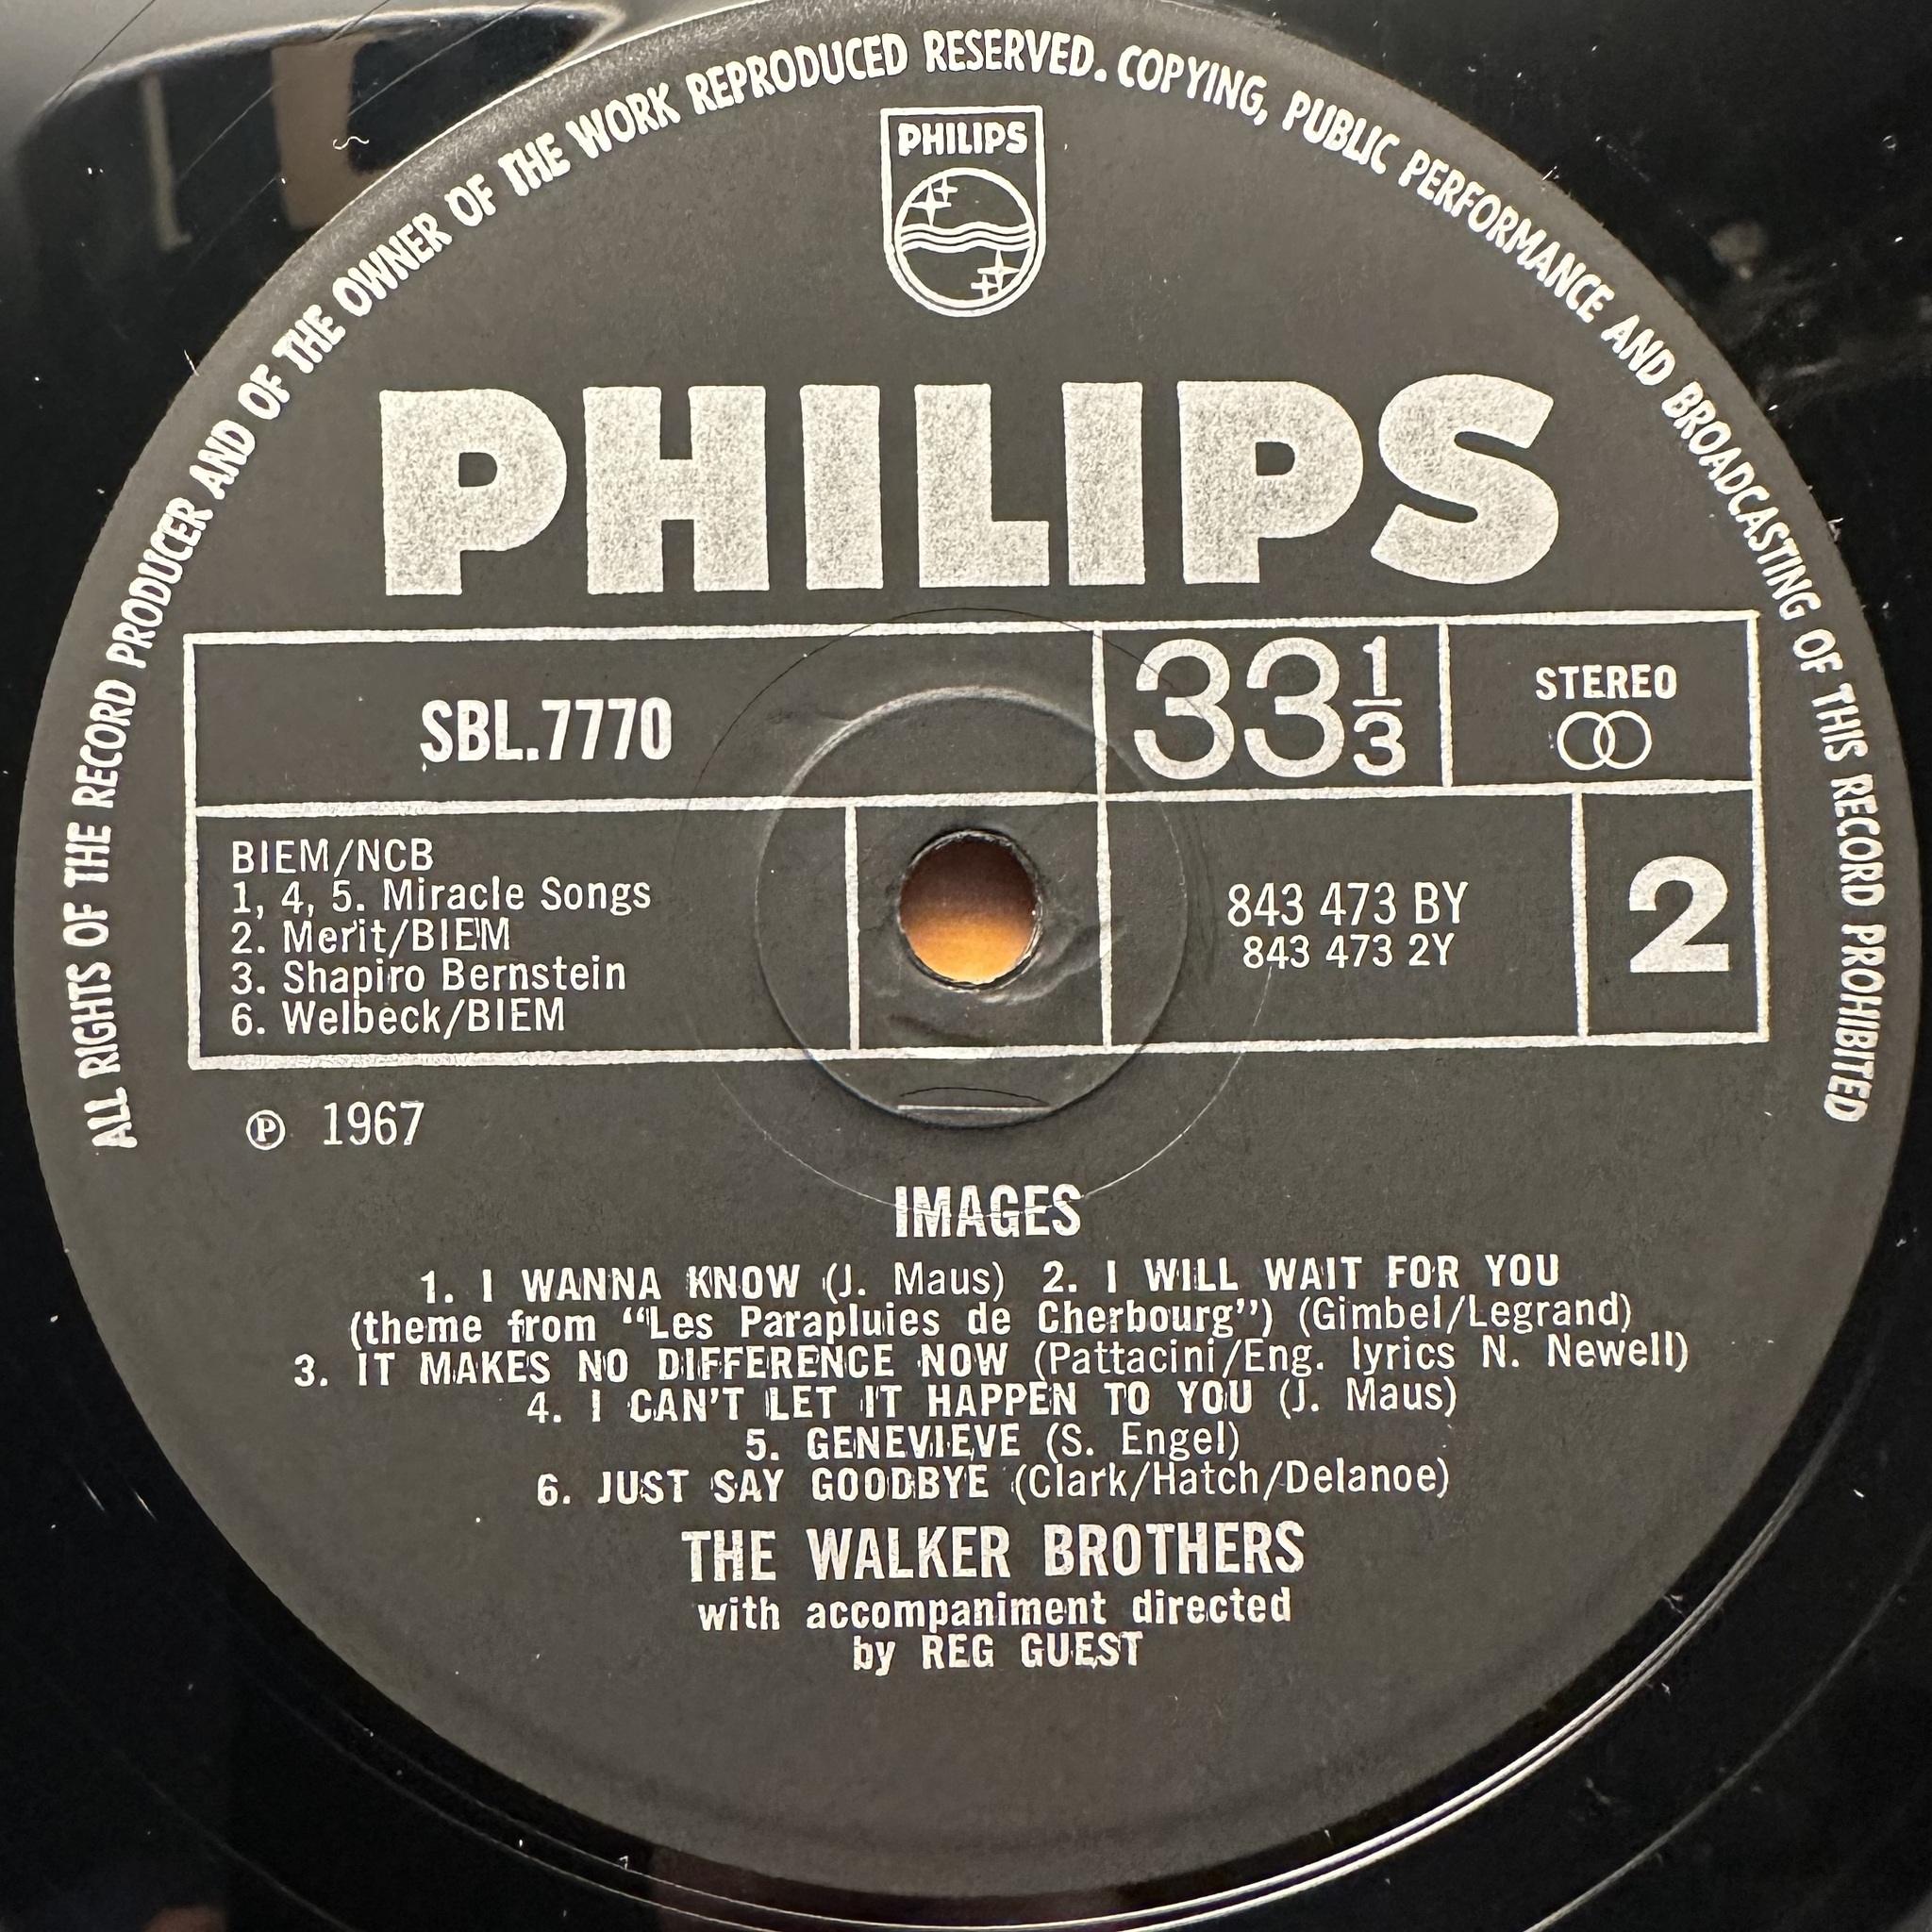 ALL RIGHTS OF THE RECORD PRODUCER AND OF THE OWNER OF THE WORK REPRODUCED RESERVED. COPYING, PUBLIC PERFORMANCE AND BROADCASTING OF THIS RECORD PROHIBITED
PHILIPS
PHILIPS
SBL.7770
33 1/3
STEREO
BIEM/NCB
1, 4, 5. Miracle Songs
2. Merit/BIEM
3. Shapiro Bernstein
6. Welbeck/BIEM
843 473 BY
843 473 2Y
2
℗ 1967
IMAGES
1. I WANNA KNOW (J. Maus) 2. I WILL WAIT FOR YOU
(theme from “Les Parapluies de Cherbourg”) (Gimbel/Legrand)
3. IT MAKES NO DIFFERENCE NOW (Pattacini/Eng. lyrics N. Newell)
4. I CAN'T LET IT HAPPEN TO YOU (J. Maus)
5. GENEVIEVE (S. Engel)
6. JUST SAY GOODBYE (Clark/Hatch/Delanoe)
THE WALKER BROTHERS
with accompaniment directed
by REG GUEST